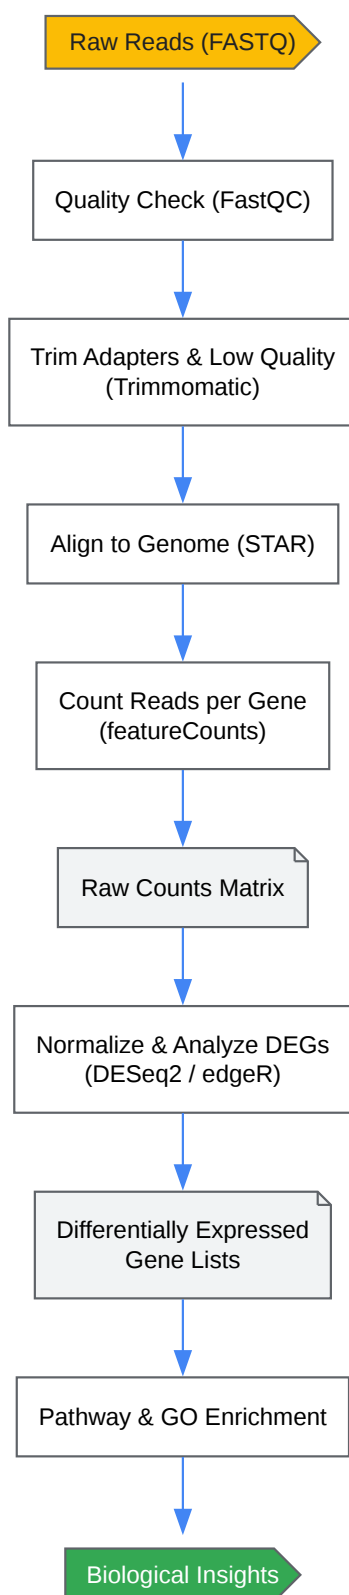 Raw Reads (FASTQ)
Quality Check (FastQC)
Trim Adapters & Low Quality
(Trimmomatic)
Align to Genome (STAR)
Count Reads per Gene
(featureCounts)
Raw Counts Matrix
Normalize & Analyze DEGs
(DESeq2 / edgeR)
Differentially Expressed
Gene Lists
Pathway & GO Enrichment
Biological Insights